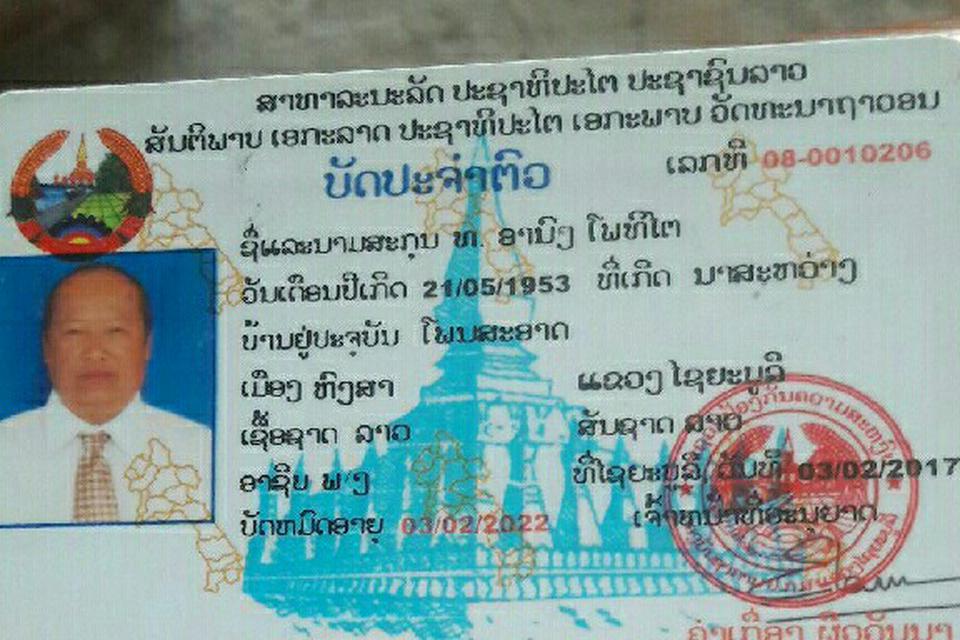 ສາທາລະນະລັດ ປະຊາທິປະໄຕ ປະຊາຊົນລາວ
ສັນຕິພາບ ເອກະລາດ ປະຊາທິປະໄຕ ເອກະພາບ ວັດທະນາຖາວອນ
ບັດປະຈຳຕົວ
ເລກທີ 08-0010206
ຊື່ແລະນາມສະກຸນ ທ. ອານົງ ໂພທິໄຕ
ວັນເດືອນປີເກີດ 21/05/1953 ທີ່ເກີດ ນາສະຫວ່າງ
ບ້ານຢູ່ປະຈຸບັນ ໂພນສະອາດ
ເມືອງ ຫົງສາ ແຂວງ ໄຊຍະບູລີ
ເຊື້ອຊາດ ລາວ ສັນຊາດ ລາວ
ອາຊີບ ພ/ງ ທີ່ໄຊຍະບູລີ, ວັນທີ 03/02/2017
ບັດຫມົດອາຍຸ 03/02/2022 ເຈົ້າຫນ້າທີ່ອະນຸຍາດ